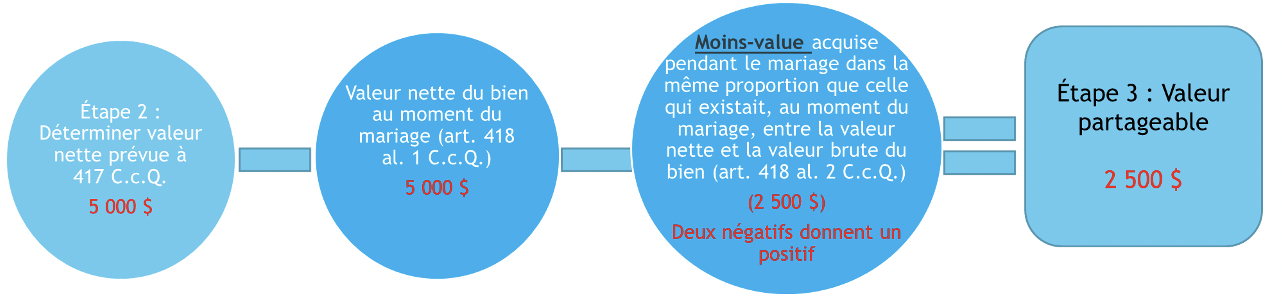 Étape 2 :
Déterminer valeur
nette prévue à
417 C.c.Q.
5 000 $
Valeur nette du bien
au moment du
mariage (art. 418
al. 1 C.c.Q.)
5 000 $
Moins-value acquise
pendant le mariage dans la
même proportion que celle
qui existait, au moment du
mariage, entre la valeur
nette et la valeur brute du
bien (art. 418 al. 2 C.c.Q.)
(2 500 $)
Deux négatifs donnent un
positif
Étape 3 : Valeur
partageable
2 500 $